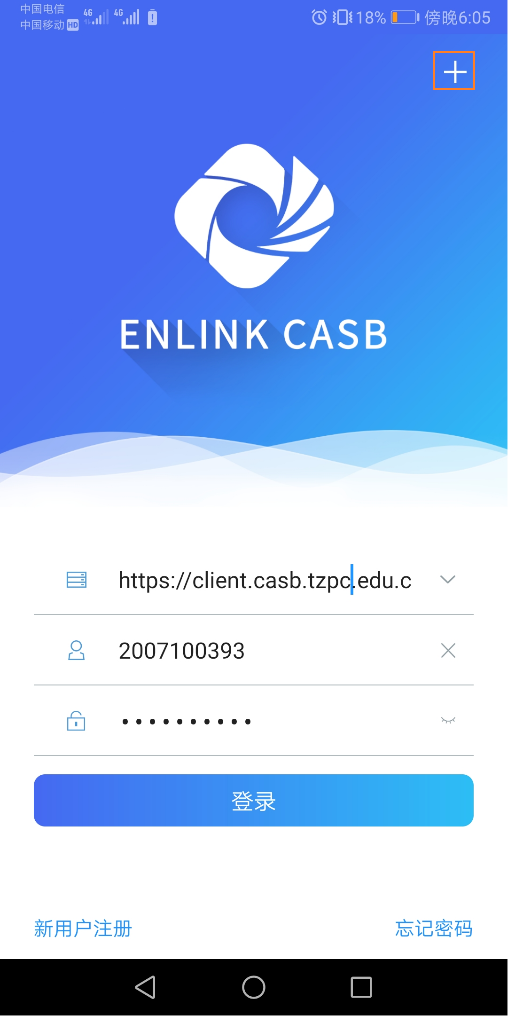 中国电信
4G 4G 18% 傍晚6:05
中国移动 HD
ENLINK CASB
https://client.casb.tzpc.edu.c
2007100393
••••••••••
登录
新用户注册 忘记密码